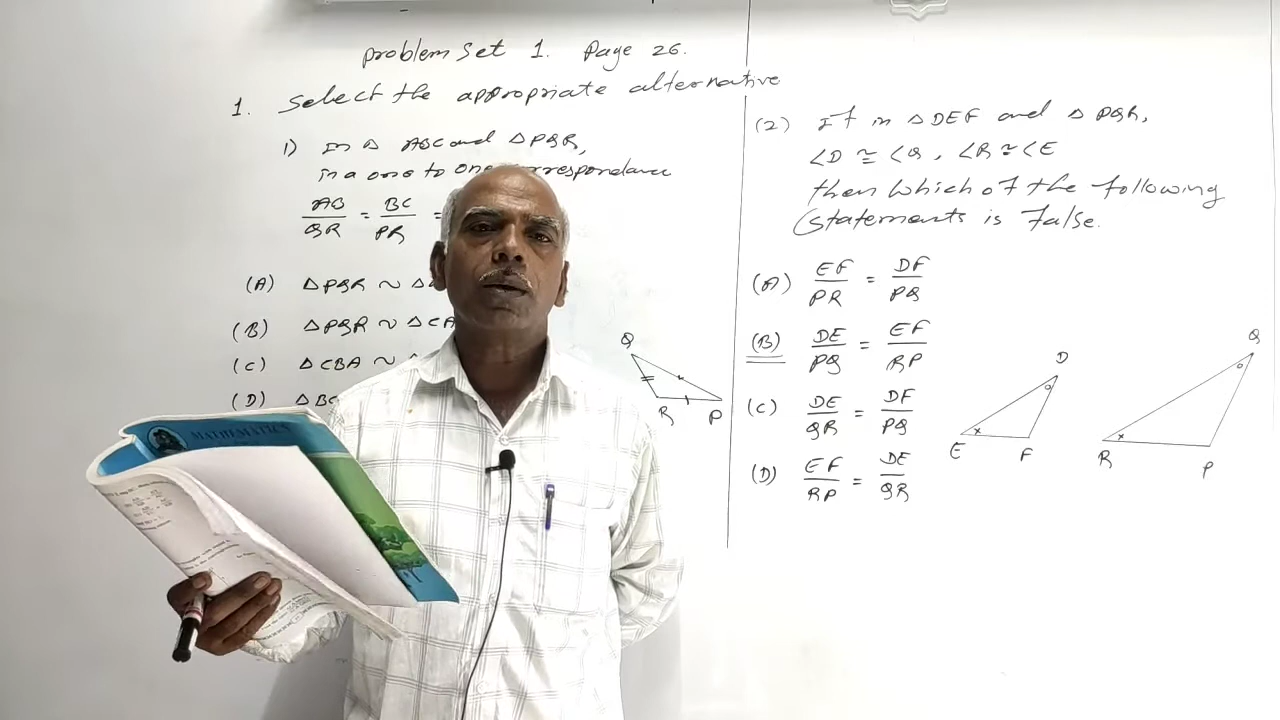 problem Set 1. Page 26.
1. Select the appropriate alternative
1) In △ ABC and △PQR,
in a one to one correspondance
AB/QR = BC/PR =
(A) △PQR ~ △
(B) △PQR ~ △CA
(C) △CBA ~
(D) △BC
Q
R P
(2) If in △DEF and △PQR,
∠D ≅ ∠Q, ∠R ≅ ∠E
then which of the following
statements is false.
(A) EF/PR = DF/PQ
(B) DE/PQ = EF/RP
(C) DE/QR = DF/PQ
(D) EF/RP = DE/QR
D
E F
Q
R P
MATHEMATICS